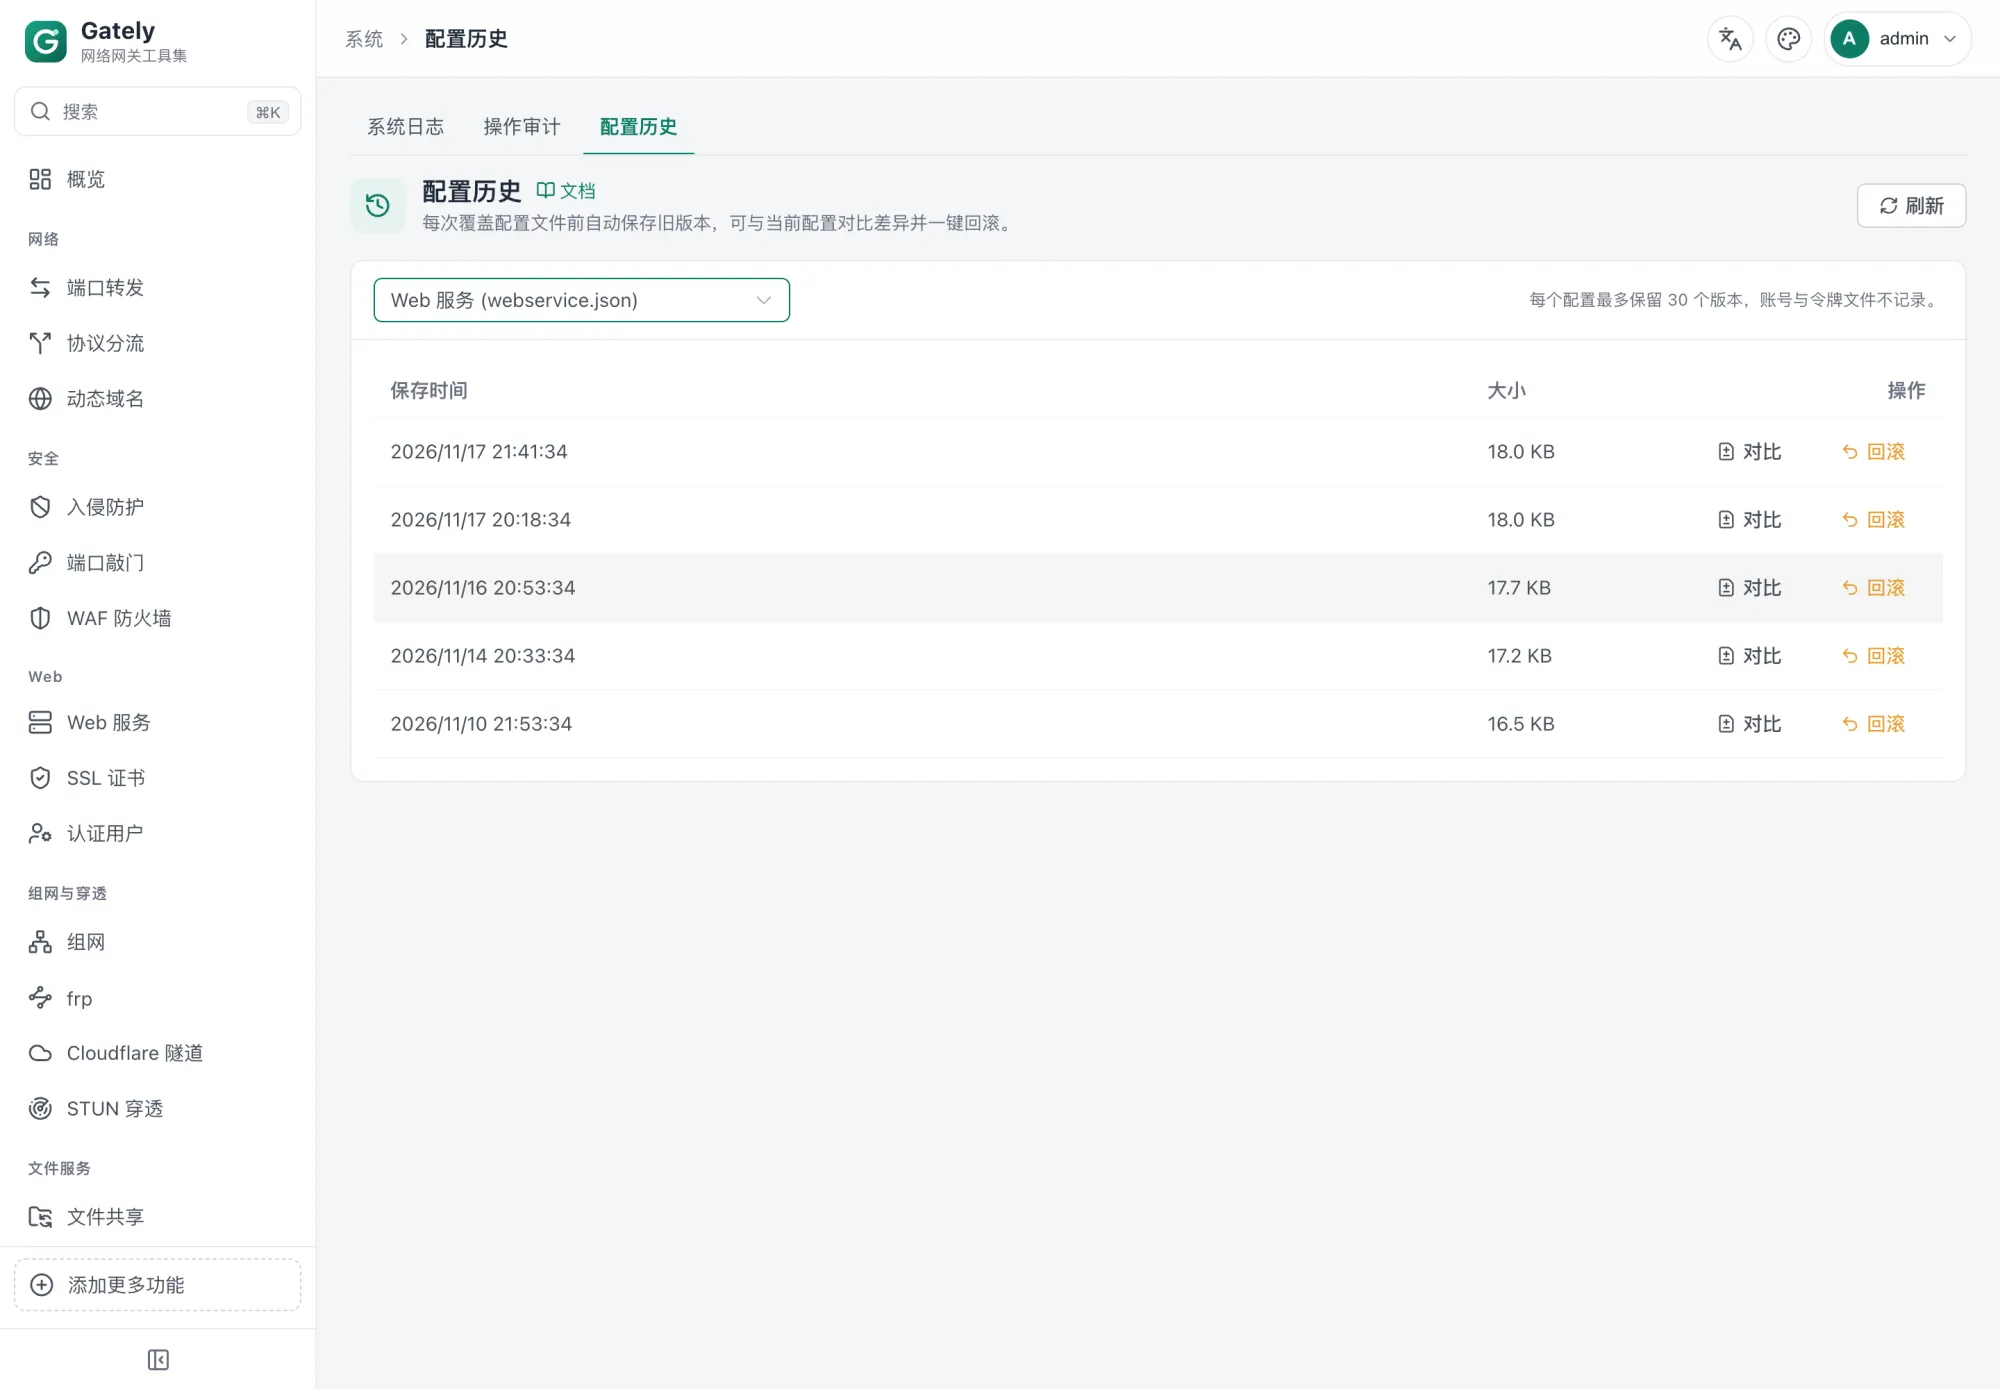 Gately
网络网关工具集
搜索 ⌘K
概览
网络
端口转发
协议分流
动态域名
安全
入侵防护
端口敲门
WAF 防火墙
Web
Web 服务
SSL 证书
认证用户
组网与穿透
组网
frp
Cloudflare 隧道
STUN 穿透
文件服务
文件共享
添加更多功能
系统 > 配置历史
A admin
系统日志 操作审计 配置历史
配置历史 文档
每次覆盖配置文件前自动保存旧版本，可与当前配置对比差异并一键回滚。
刷新
Web 服务 (webservice.json)
每个配置最多保留 30 个版本，账号与令牌文件不记录。
保存时间 大小 操作
2026/11/17 21:41:34 18.0 KB 对比 回滚
2026/11/17 20:18:34 18.0 KB 对比 回滚
2026/11/16 20:53:34 17.7 KB 对比 回滚
2026/11/14 20:33:34 17.2 KB 对比 回滚
2026/11/10 21:53:34 16.5 KB 对比 回滚